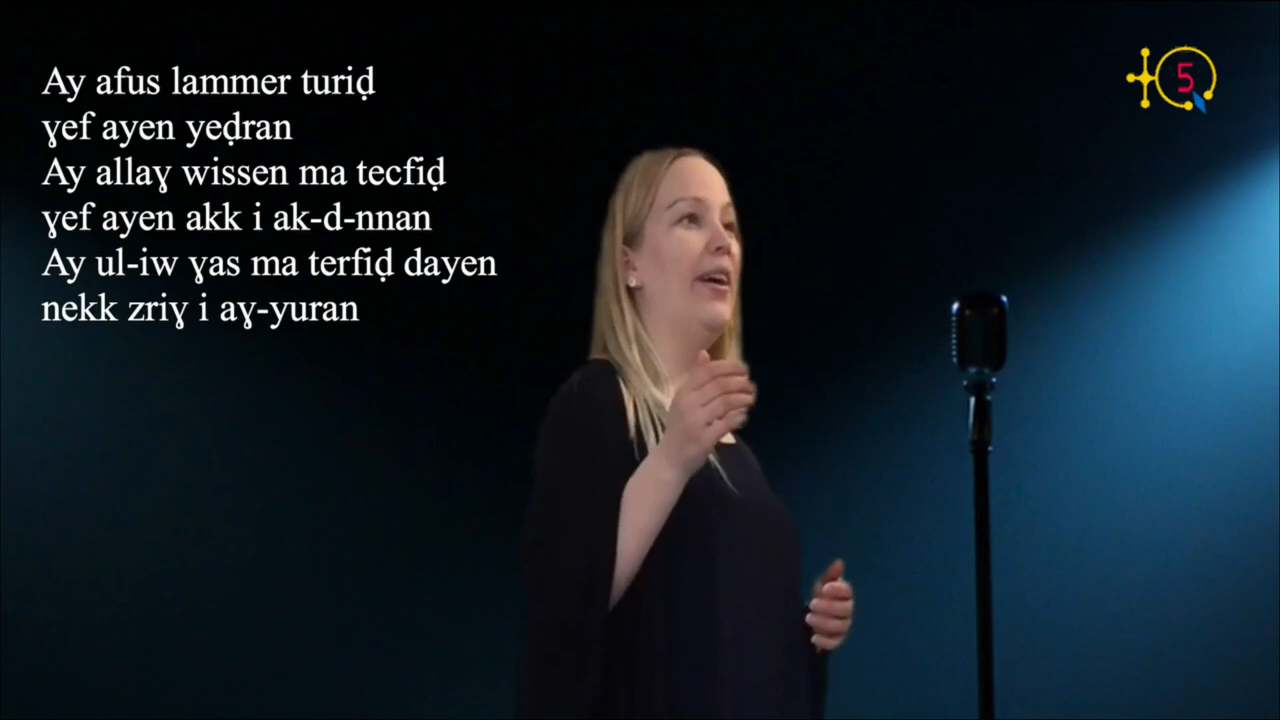 Ay afus lammer turiḍ
ɣef ayen yeḍran
Ay allaɣ wissen ma tecfiḍ
ɣef ayen akk i ak-d-nnan
Ay ul-iw ɣas ma terfiḍ dayen
nekk zriɣ i aɣ-yuran
5